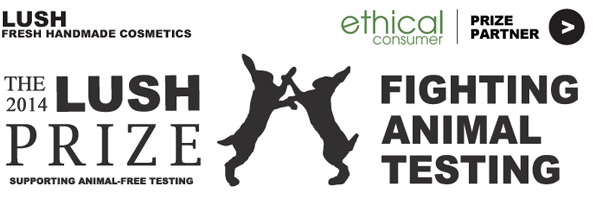 LUSH
FRESH HANDMADE COSMETICS
ethical
consumer
PRIZE
PARTNER
>
THE
2014
LUSH
PRIZE
SUPPORTING ANIMAL-FREE TESTING
FIGHTING
ANIMAL
TESTING